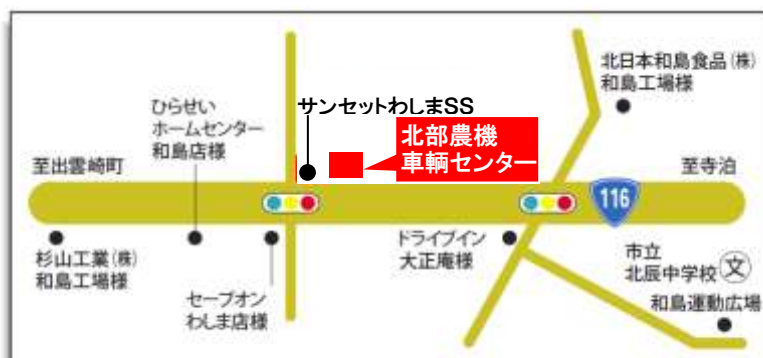 北日本和島食品(株)
和島工場様
ひらせい
ホームセンター
和島店様
サンセットわしまSS
北部農機
車輌センター
至出雲崎町
至寺泊
116
杉山工業(株)
和島工場様
セーブオン
わしま店様
ドライブイン
大正庵様
市立
北辰中学校 文
和島運動広場